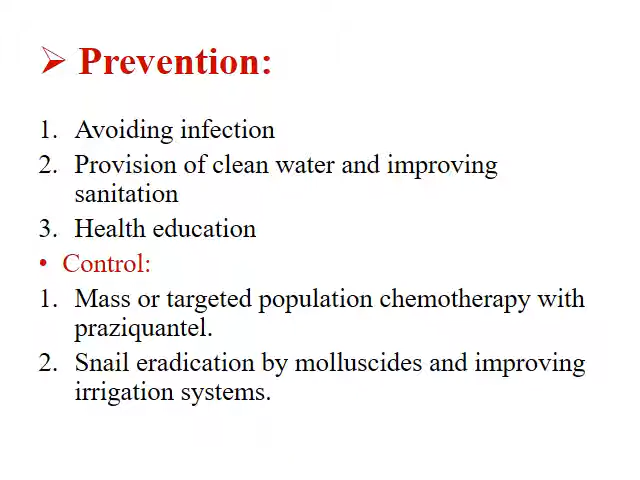 ➢ Prevention:
1. Avoiding infection
2. Provision of clean water and improving
sanitation
3. Health education
• Control:
1. Mass or targeted population chemotherapy with
praziquantel.
2. Snail eradication by molluscides and improving
irrigation systems.